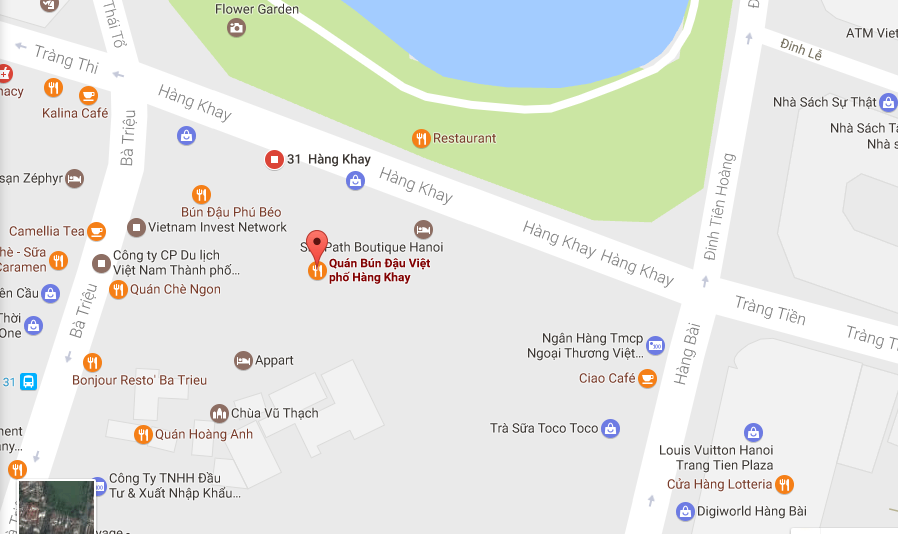 Flower Garden
Thái Tổ
ATM Viet
Đinh Lễ
Tràng Thi
macy
Kalina Café
Hàng Khay
Nhà Sách Sự Thật
Nhà Sách Tà
Nhà s
Bà Triệu
Restaurant
31 Hàng Khay
sạn Zéphyr
Hàng Khay
Đinh Tiên Hoàng
Bún Đậu Phú Béo
Vietnam Invest Network
Camellia Tea
Path Boutique Hanoi
Hàng Khay
Hàng Khay
Quán Bún Đậu Việt
phố Hàng Khay
hè - Sữa
Caramen
Công ty CP Du lịch
Việt Nam Thành phố...
Quán Chè Ngon
ên Cầu
Bà Triệu
Thời
One
Tràng Tiền
Tràng T
Ngân Hàng Tmcp
Ngoại Thương Việt...
Hàng Bài
Appart
Ciao Café
31
Bonjour Resto' Ba Trieu
Chùa Vũ Thạch
Quán Hoàng Anh
Trà Sữa Toco Toco
ment
any...
Louis Vuitton Hanoi
Trang Tien Plaza
Công Ty TNHH Đầu
Tư & Xuất Nhập Khẩu...
Cửa Hàng Lotteria
Digiworld Hàng Bài